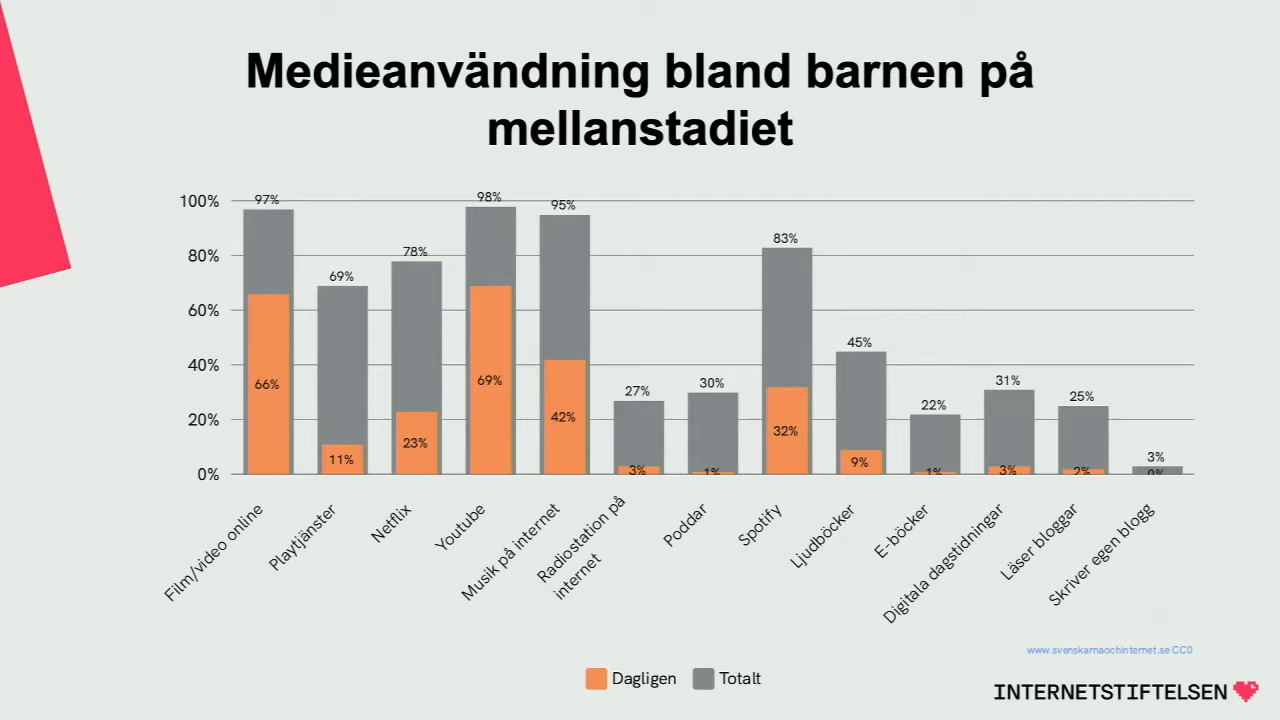 Medieanvändning bland barnen på
mellanstadiet
100%
80%
60%
40%
20%
0%
97%
69%
78%
98%
95%
27%
30%
83%
45%
22%
31%
25%
3%
66%
11%
23%
69%
42%
3%
1%
32%
9%
1%
3%
2%
0%
Film/video online
Playtjänster
Netflix
Youtube
Musik på internet
Radiostation på
internet
Poddar
Spotify
Ljudböcker
E-böcker
Digitala dagstidningar
Läser bloggar
Skriver egen blogg
www.svenskarnaochinternet.se CC0
Dagligen
Totalt
INTERNETSTIFTELSEN